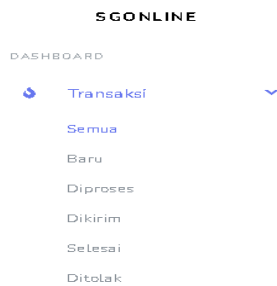 SGONLINE
DASHBOARD
Transaksi
Semua
Baru
Diproses
Dikirim
Selesai
Ditolak